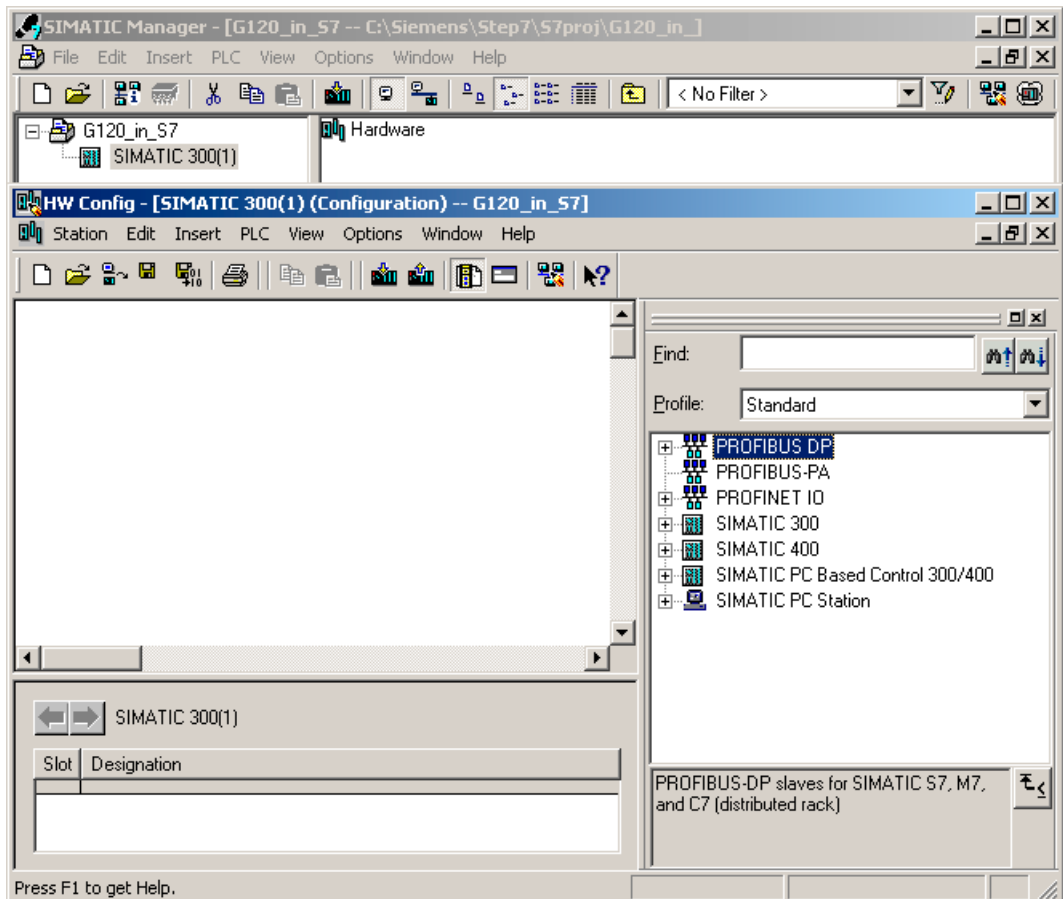 SIMATIC Manager - [G120_in_S7 -- C:\Siemens\Step7\S7proj\G120_in_]
File Edit Insert PLC View Options Window Help
< No Filter >
G120_in_S7
SIMATIC 300(1)
Hardware
HW Config - [SIMATIC 300(1) (Configuration) -- G120_in_S7]
Station Edit Insert PLC View Options Window Help
Find:
Profile: Standard
PROFIBUS DP
PROFIBUS-PA
PROFINET IO
SIMATIC 300
SIMATIC 400
SIMATIC PC Based Control 300/400
SIMATIC PC Station
SIMATIC 300(1)
Slot Designation
PROFIBUS-DP slaves for SIMATIC S7, M7,
and C7 (distributed rack)
Press F1 to get Help.